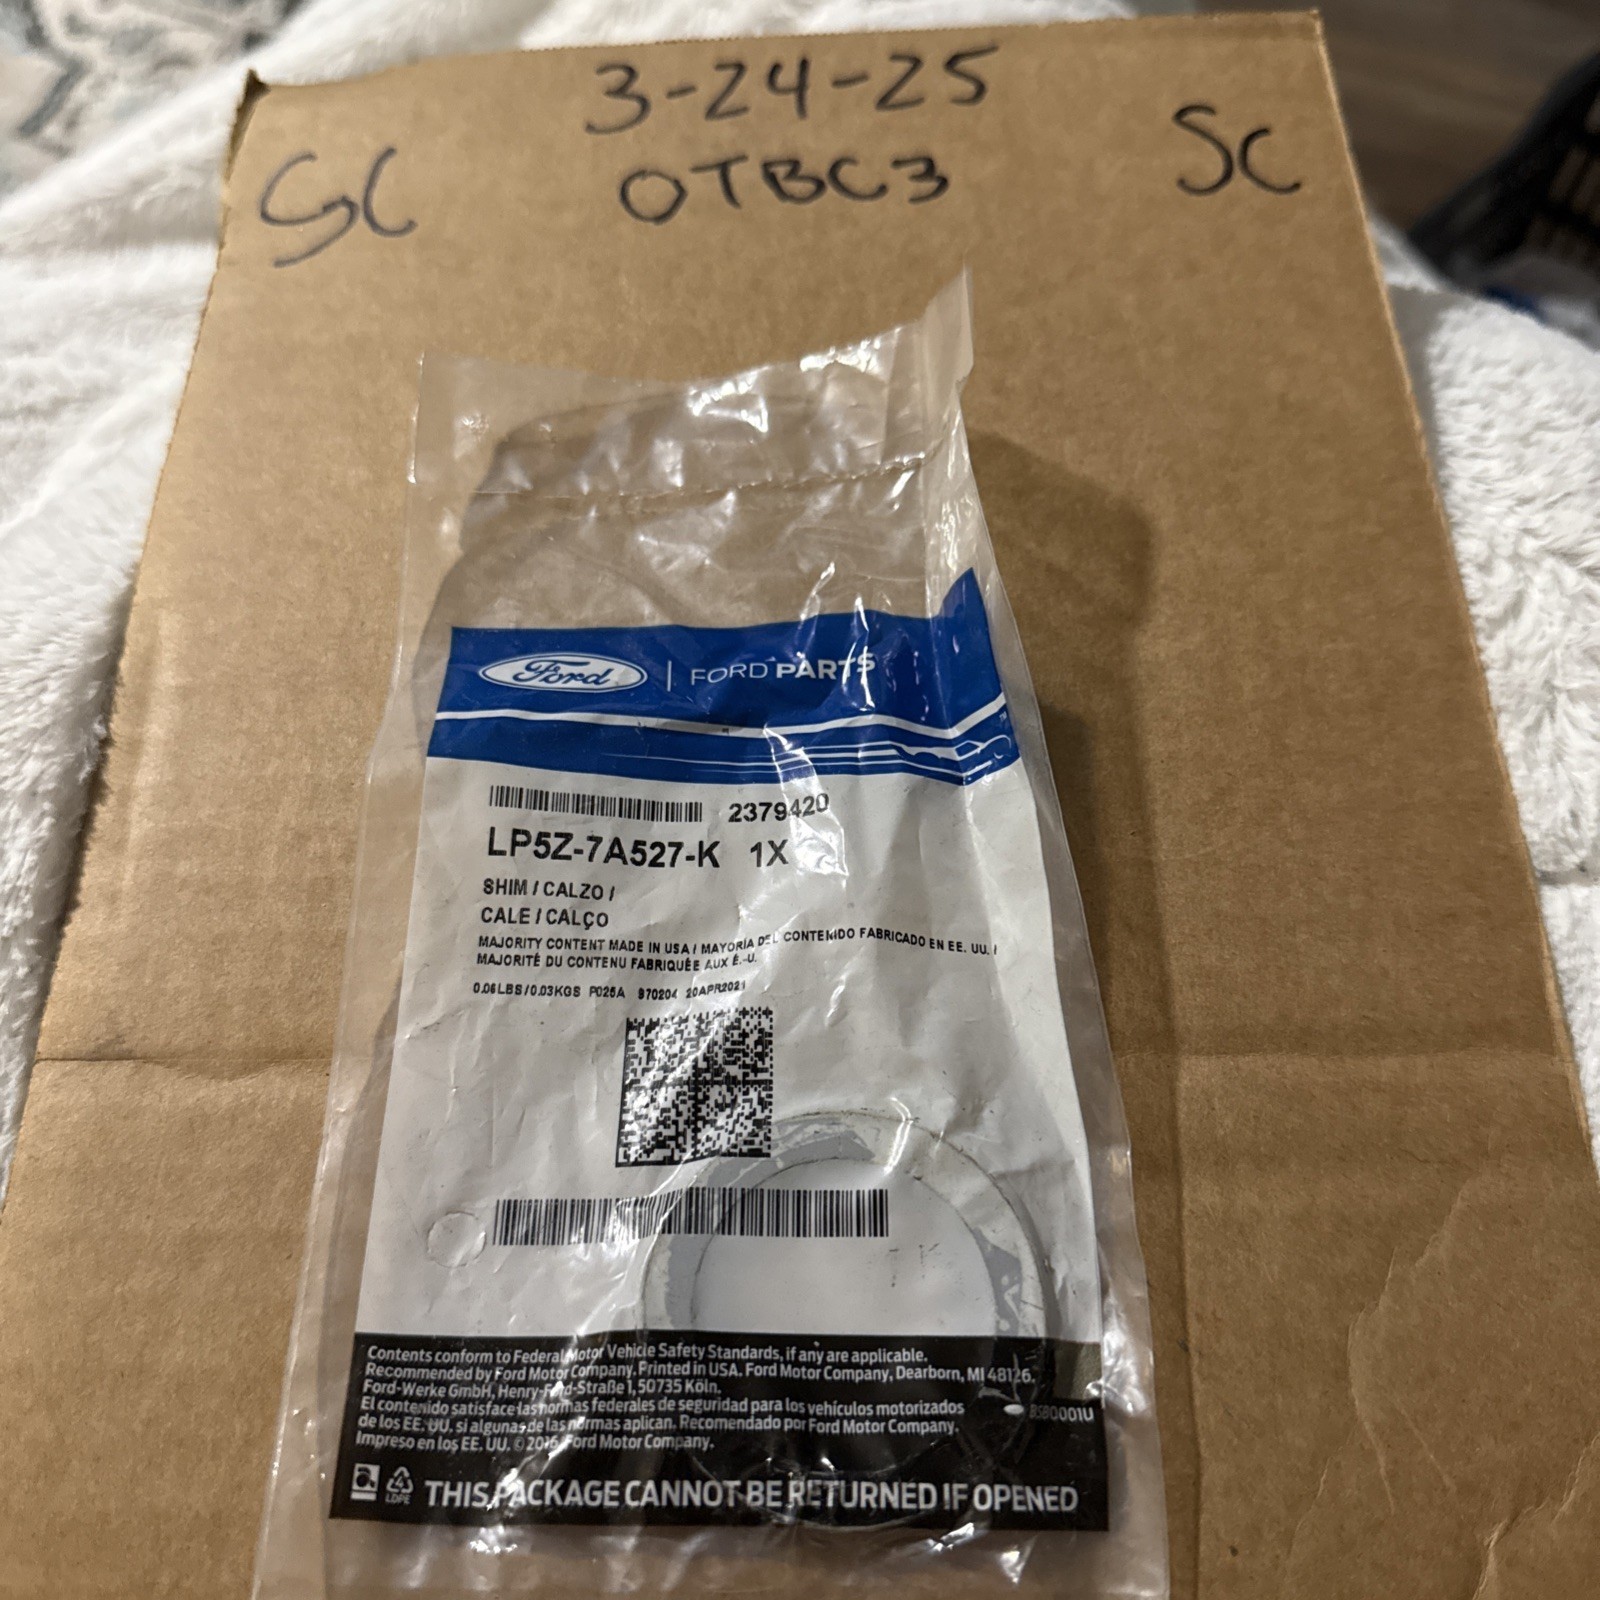 3-24-25
SC OTBC3 SC
Ford | FORD PARTS
2379420
LP5Z-7A527-K 1X
SHIM / CALZO /
CALE / CALÇO
MAJORITY CONTENT MADE IN USA / MAYORÍA DEL CONTENIDO FABRICADO EN EE. UU. /
MAJORITÉ DU CONTENU FABRIQUÉE AUX É.-U.
0.06LBS/0.03KGS P025A 970204 20APR2021
Contents conform to Federal Motor Vehicle Safety Standards, if any are applicable.
Recommended by Ford Motor Company. Printed in USA. Ford Motor Company, Dearborn, MI 48126.
Ford-Werke GmbH, Henry-Ford-Straße 1, 50735 Köln.
El contenido satisface las normas federales de seguridad para los vehículos motorizados
de los EE. UU. si algunas de las normas aplican. Recomendado por Ford Motor Company.
Impreso en los EE. UU. © 2016 Ford Motor Company.
BSB0001U
4
LDPE
THIS PACKAGE CANNOT BE RETURNED IF OPENED